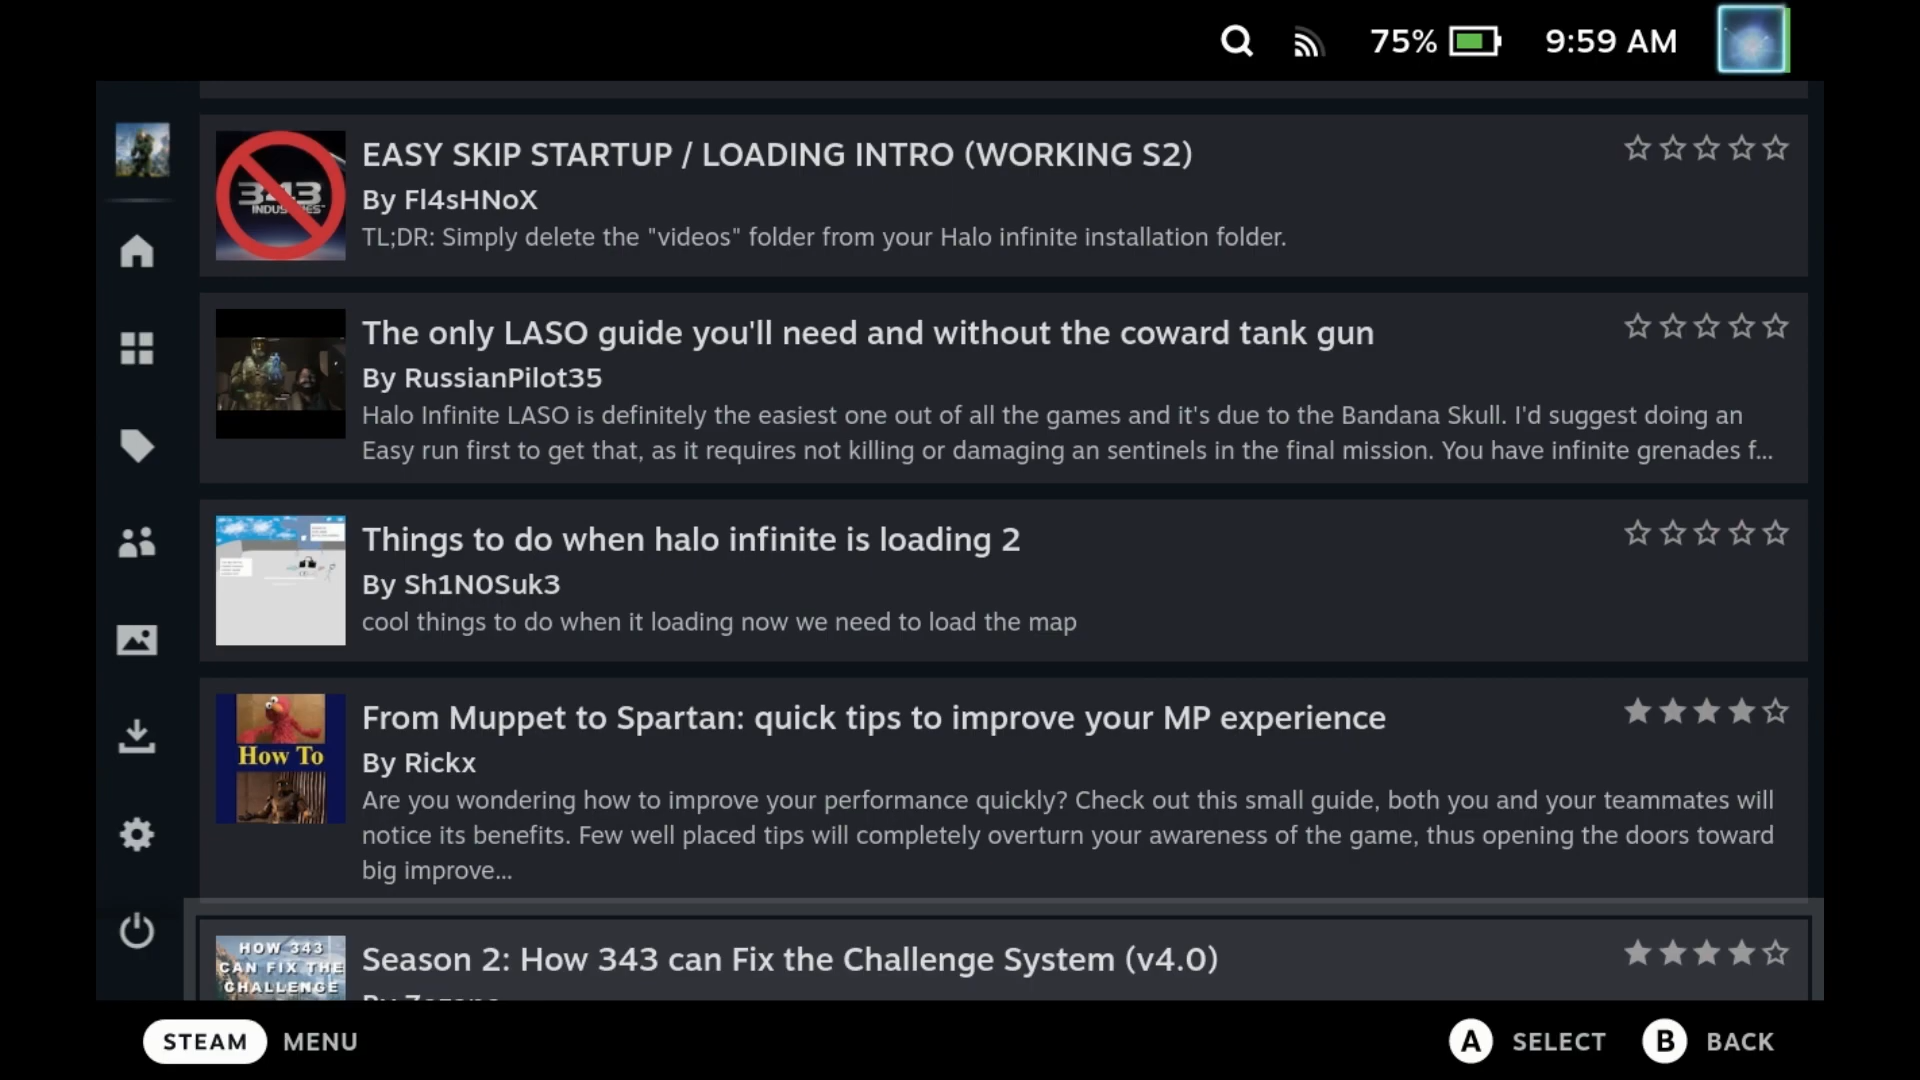 75%
9:59 AM
EASY SKIP STARTUP / LOADING INTRO (WORKING S2)
By Fl4sHNoX
TL;DR: Simply delete the "videos" folder from your Halo infinite installation folder.
343
INDUSTRIES
The only LASO guide you'll need and without the coward tank gun
By RussianPilot35
Halo Infinite LASO is definitely the easiest one out of all the games and it's due to the Bandana Skull. I'd suggest doing an
Easy run first to get that, as it requires not killing or damaging an sentinels in the final mission. You have infinite grenades f...
Things to do when halo infinite is loading 2
By Sh1N0Suk3
cool things to do when it loading now we need to load the map
From Muppet to Spartan: quick tips to improve your MP experience
By Rickx
Are you wondering how to improve your performance quickly? Check out this small guide, both you and your teammates will
notice its benefits. Few well placed tips will completely overturn your awareness of the game, thus opening the doors toward
big improve...
How To
Season 2: How 343 can Fix the Challenge System (v4.0)
HOW 343
CAN FIX THE
CHALLENGE
STEAM MENU
A SELECT B BACK